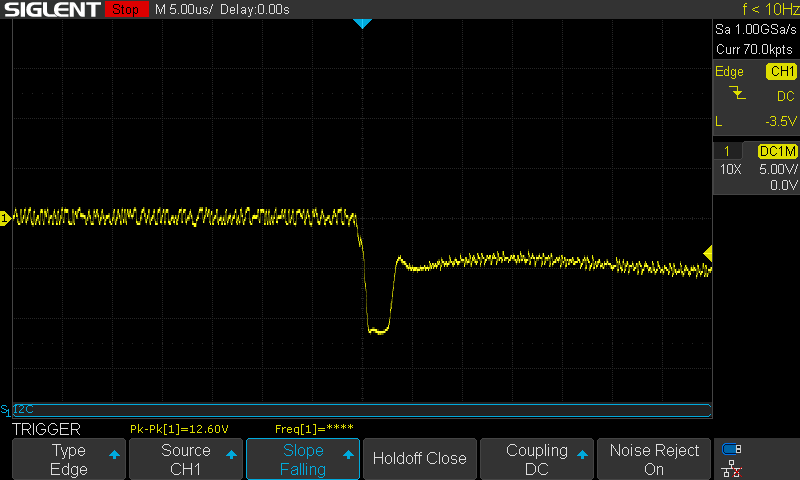 SIGLENT Stop M 5.00us/ Delay:0.00s f < 10Hz
Sa 1.00GSa/s
Curr 70.0kpts
Edge CH1
DC
L -3.5V
1 DC1M
10X 5.00V/
0.0V
1
S1 I2C
TRIGGER Pk-Pk[1]=12.60V Freq[1]=****
Type
Edge
Source
CH1
Slope
Falling
Holdoff Close
Coupling
DC
Noise Reject
On